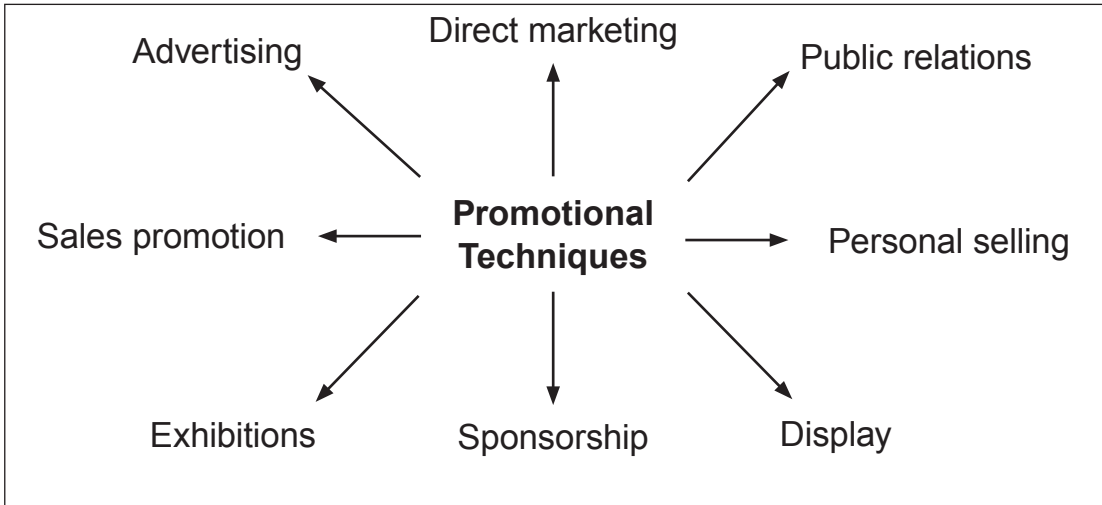 Direct marketing
Advertising
Public relations
Promotional
Techniques
Sales promotion
Personal selling
Exhibitions
Sponsorship
Display